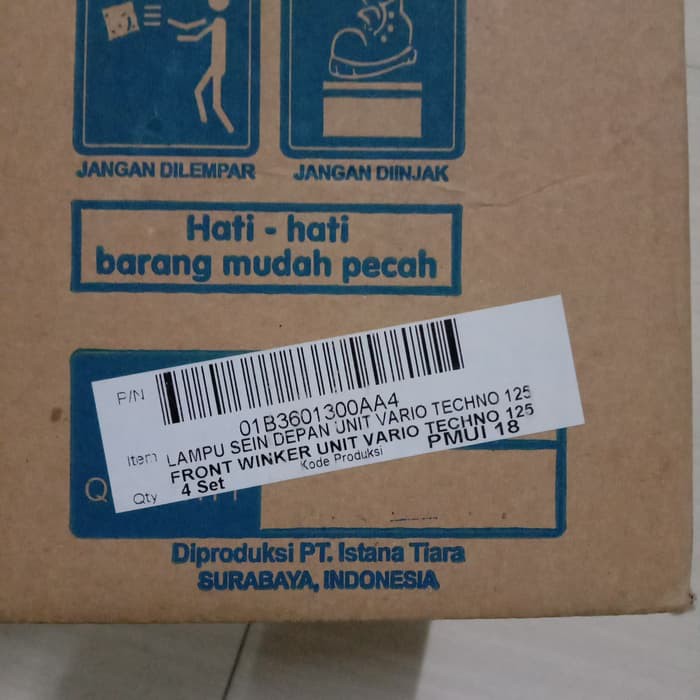 JANGAN DILEMPAR
JANGAN DIINJAK
Hati - hati
barang mudah pecah
P/N
01B3601300AA4
Item LAMPU SEIN DEPAN UNIT VARIO TECHNO 125
FRONT WINKER UNIT VARIO TECHNO 125
Kode Produksi PMUI 18
Qty 4 Set
Diproduksi PT. Istana Tiara
SURABAYA, INDONESIA